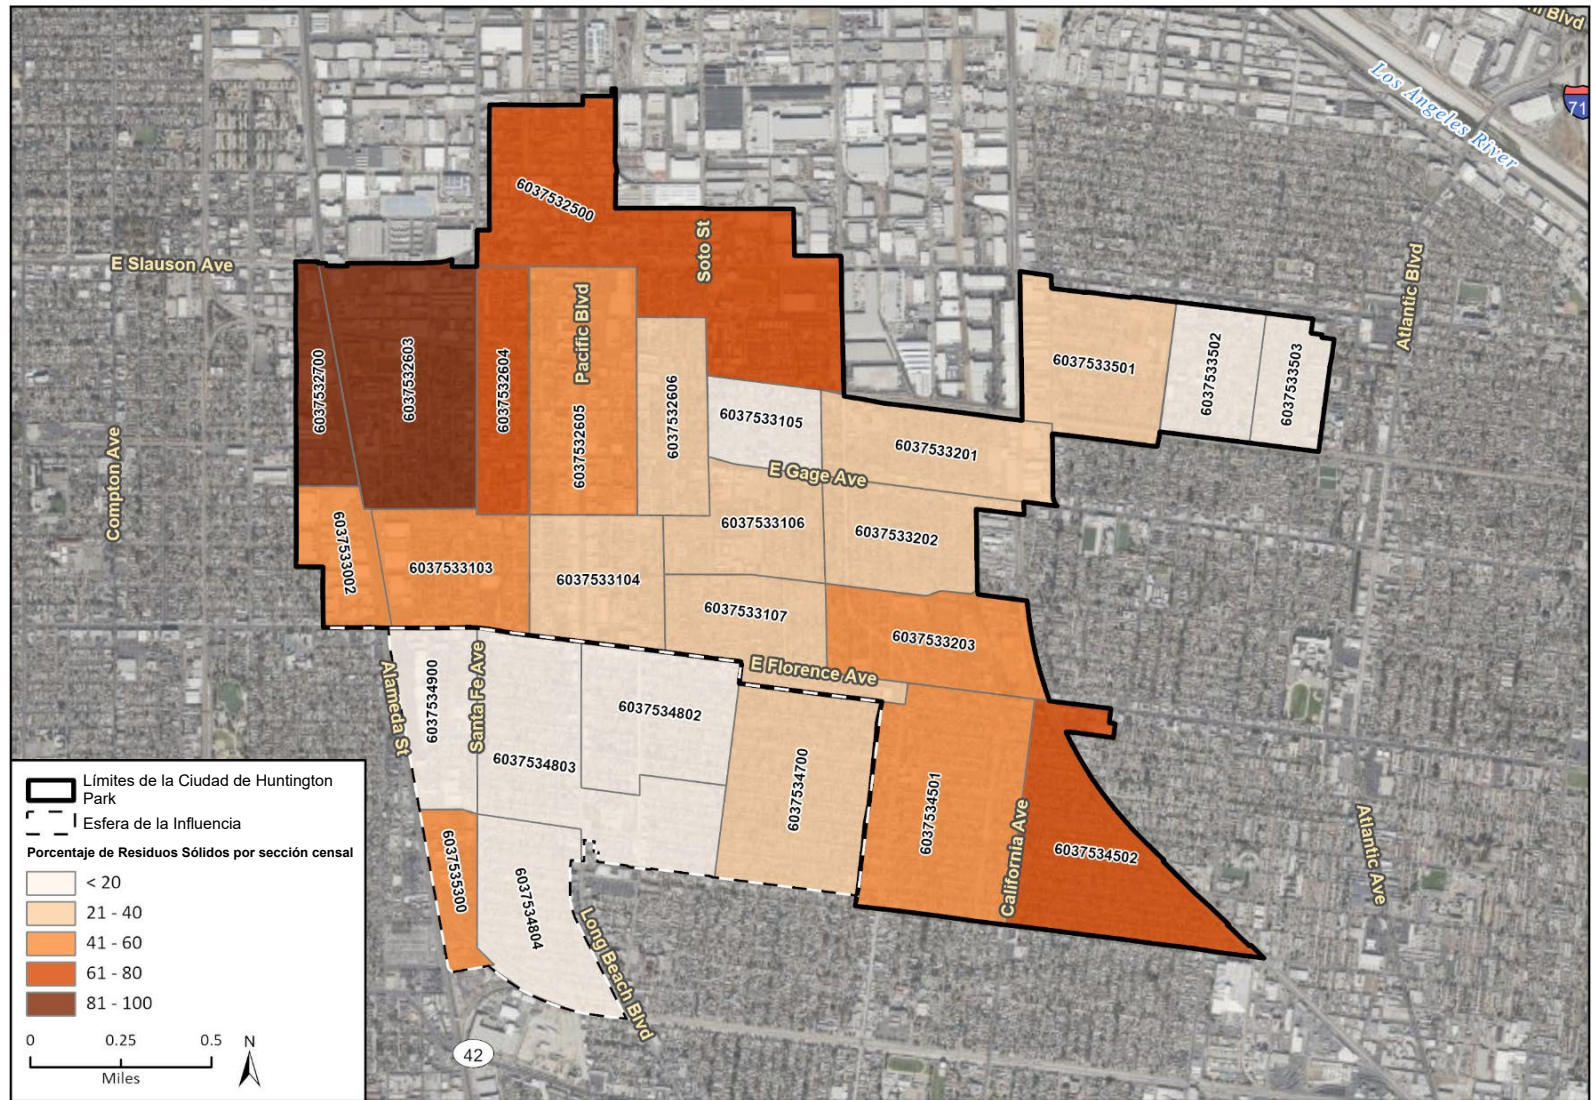 ni Blvd
Los Angeles River
71
E Slauson Ave
6037532500
Soto St
Atlantic Blvd
Pacific Blvd
6037532700
6037532603
6037532604
6037532605
6037532606
6037533105
6037533201
6037533501
6037533502
6037533503
Compton Ave
E Gage Ave
6037533002
6037533103
6037533104
6037533106
6037533202
6037533107
6037533203
E Florence Ave
Alameda St
6037534900
Santa Fe Ave
6037534802
6037534803
6037534700
6037534501
California Ave
6037534502
Atlantic Ave
6037535300
6037534804
Long Beach Blvd
42
Límites de la Ciudad de Huntington
Park
Esfera de la Influencia
Porcentaje de Residuos Sólidos por sección censal
< 20
21 - 40
41 - 60
61 - 80
81 - 100
0 0.25 0.5
Miles
N